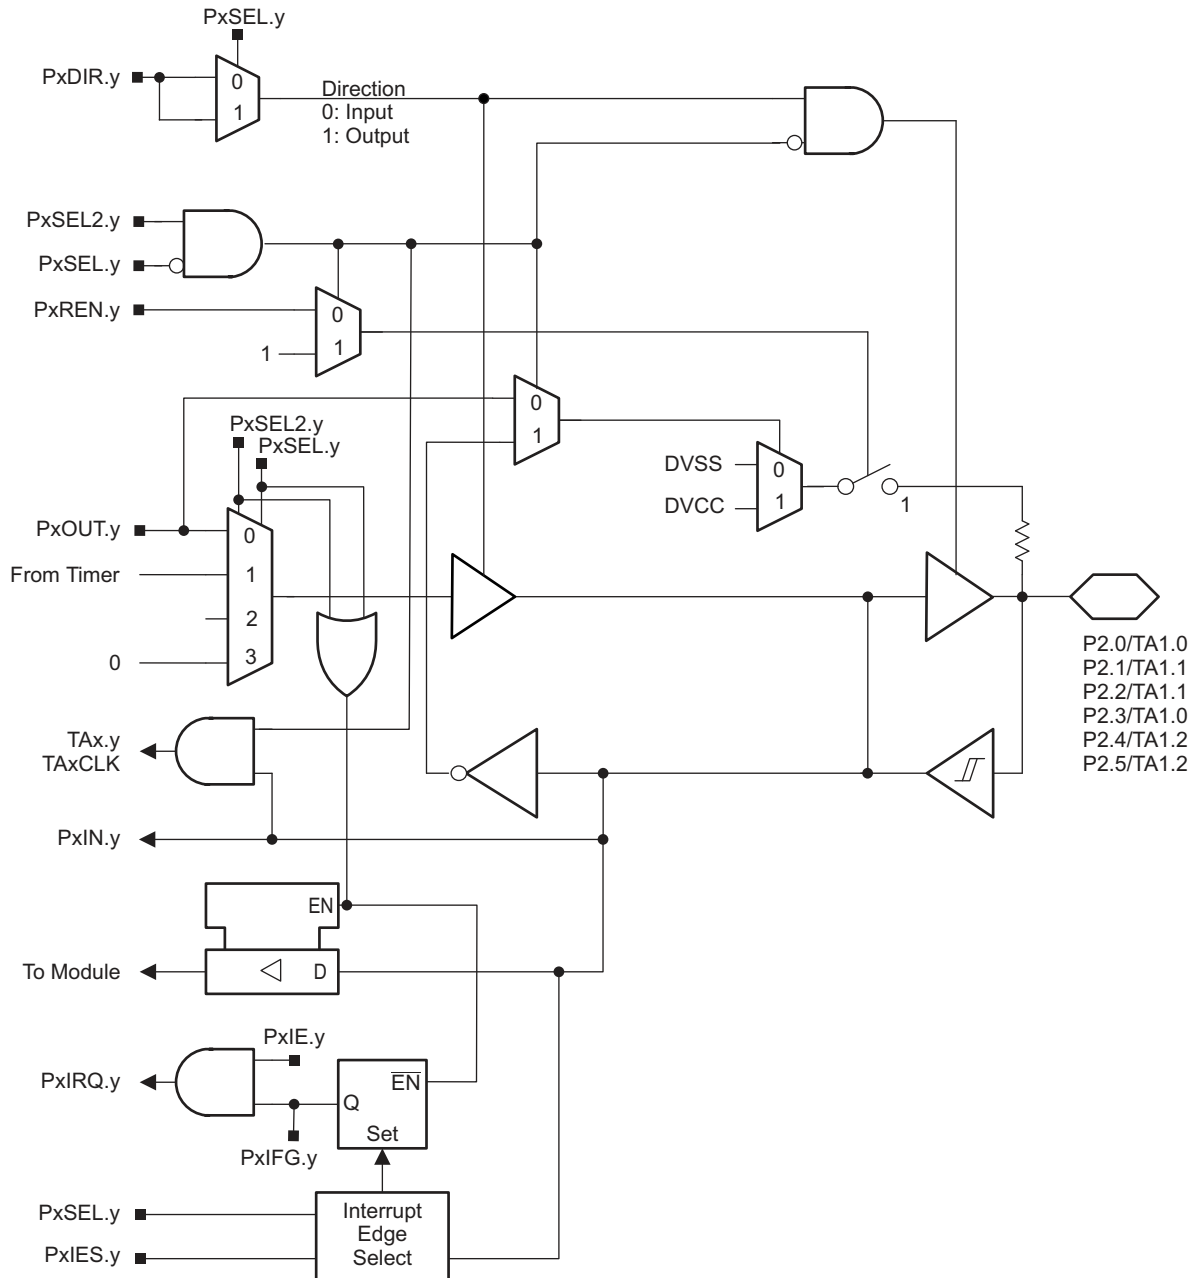 PxSEL.y
PxDIR.y
0
1
Direction
0: Input
1: Output
PxSEL2.y
PxSEL.y
PxREN.y
0
1
1
0
1
PxSEL2.y
PxSEL.y
DVSS
0
DVCC
1
1
PxOUT.y
0
From Timer
1
2
0
3
P2.0/TA1.0
P2.1/TA1.1
P2.2/TA1.1
P2.3/TA1.0
P2.4/TA1.2
P2.5/TA1.2
TAx.y
TAxCLK
PxIN.y
EN
To Module
D
PxIE.y
PxIRQ.y
EN
Q
Set
PxIFG.y
PxSEL.y
PxIES.y
Interrupt
Edge
Select